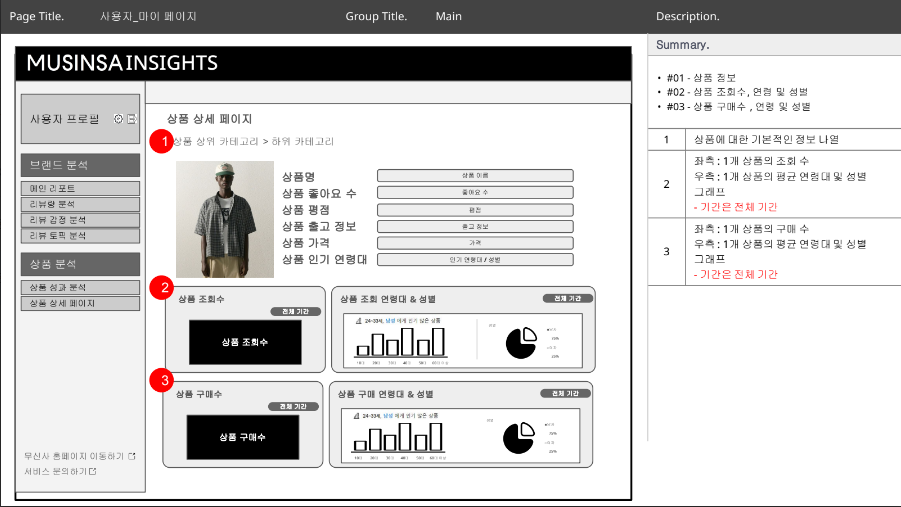 Page Title. 사용자_마이 페이지 Group Title. Main Description.
MUSINSA INSIGHTS
사용자 프로필
브랜드 분석
메인 리포트
리뷰량 분석
리뷰 감정 분석
리뷰 토픽 분석
상품 분석
상품 성과 분석
상품 상세 페이지
무신사 홈페이지 이동하기
서비스 문의하기
상품 상세 페이지
1 상품 상위 카테고리 > 하위 카테고리
상품명 상품 이름
상품 좋아요 수 좋아요 수
상품 평점 평점
상품 출고 정보 출고 정보
상품 가격 가격
상품 인기 연령대 인기 연령대 / 성별
2
상품 조회수
전체 기간
상품 조회수
상품 조회 연령대 & 성별
전체 기간
24~33세, 남성 에게 인기 많은 상품
3
상품 구매수
전체 기간
상품 구매수
상품 구매 연령대 & 성별
전체 기간
24~33세, 남성 에게 인기 많은 상품
Summary.
• #01 - 상품 정보
• #02 - 상품 조회수, 연령 및 성별
• #03 - 상품 구매수 , 연령 및 성별
1 상품에 대한 기본적인 정보 나열
2
좌측 : 1개 상품의 조회 수
우측 : 1개 상품의 평균 연령대 및 성별
그래프
- 기간은 전체 기간
3
좌측 : 1개 상품의 구매 수
우측 : 1개 상품의 평균 연령대 및 성별
그래프
- 기간은 전체 기간